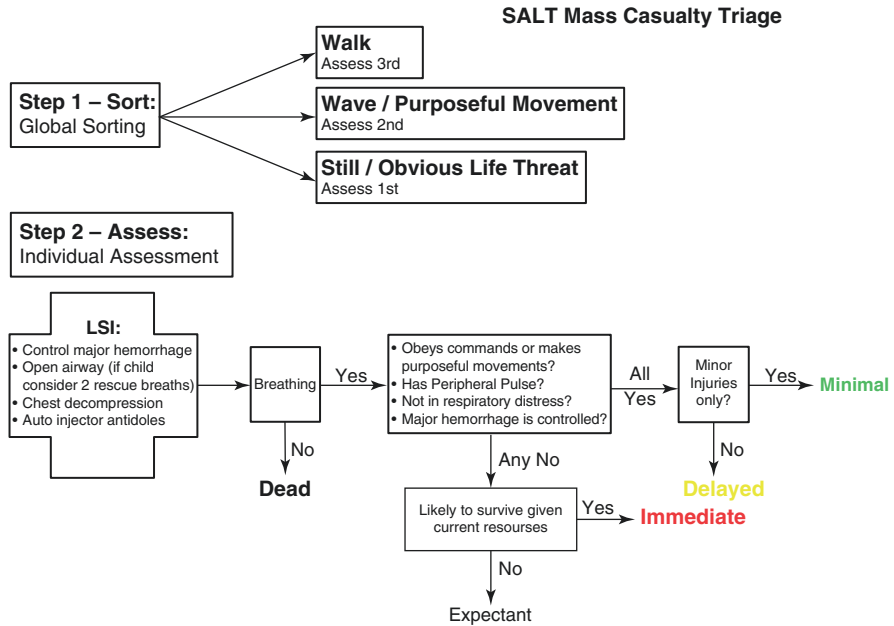 SALT Mass Casualty Triage
Walk
Assess 3rd
Step 1 – Sort:
Global Sorting
Wave / Purposeful Movement
Assess 2nd
Still / Obvious Life Threat
Assess 1st
Step 2 – Assess:
Individual Assessment
LSI:
• Control major hemorrhage
• Open airway (if child
consider 2 rescue breaths)
• Chest decompression
• Auto injector antidoles
Breathing
Yes
No
Dead
• Obeys commands or makes
purposeful movements?
• Has Peripheral Pulse?
• Not in respiratory distress?
• Major hemorrhage is controlled?
All
Yes
Minor
Injuries
only?
Yes
Minimal
No
Delayed
Any No
Likely to survive given
current resourses
Yes
Immediate
No
Expectant